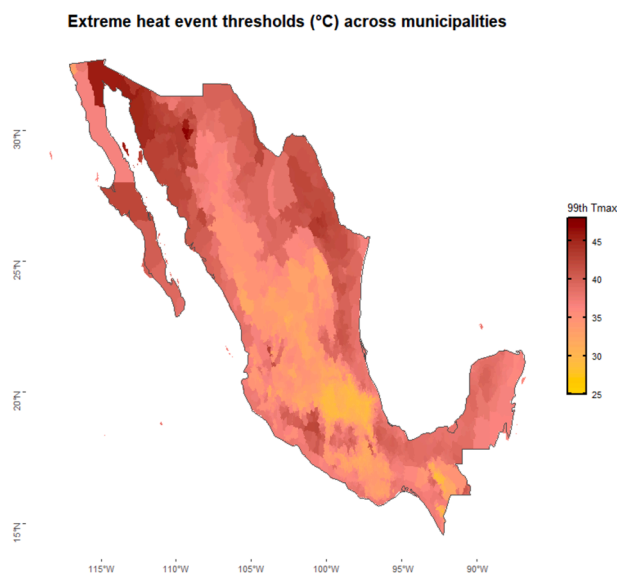 Extreme heat event thresholds (°C) across municipalities
30°N
25°N
20°N
15°N
115°W
110°W
105°W
100°W
95°W
90°W
99th Tmax
45
40
35
30
25